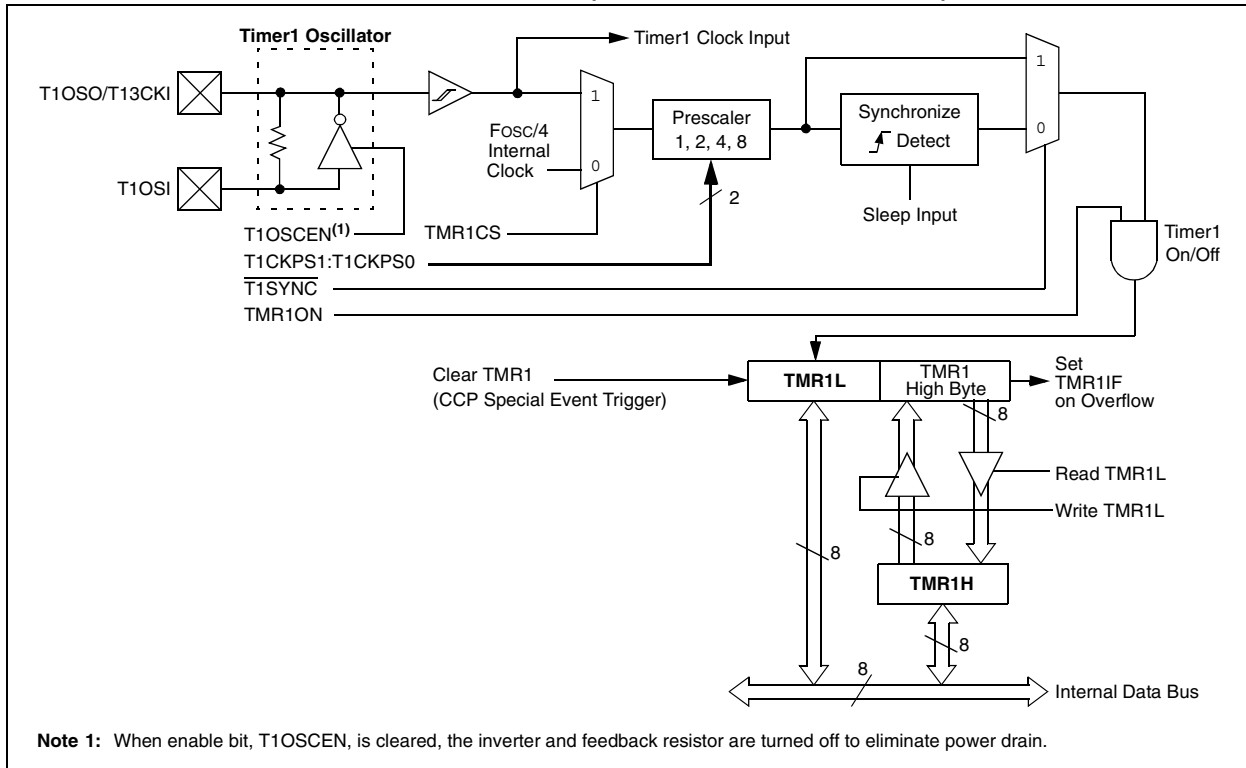 Timer1 Oscillator
Timer1 Clock Input
T1OSO/T13CKI
T1OSI
FOSC/4
Internal
Clock
1
0
Prescaler
1, 2, 4, 8
2
Synchronize
Detect
Sleep Input
1
0
T1OSCEN(1)
TMR1CS
T1CKPS1:T1CKPS0
T1SYNC
TMR1ON
Timer1
On/Off
Clear TMR1
(CCP Special Event Trigger)
TMR1L
TMR1
High Byte
Set
TMR1IF
on Overflow
8
Read TMR1L
Write TMR1L
8
8
TMR1H
8
8
Internal Data Bus
Note 1: When enable bit, T1OSCEN, is cleared, the inverter and feedback resistor are turned off to eliminate power drain.